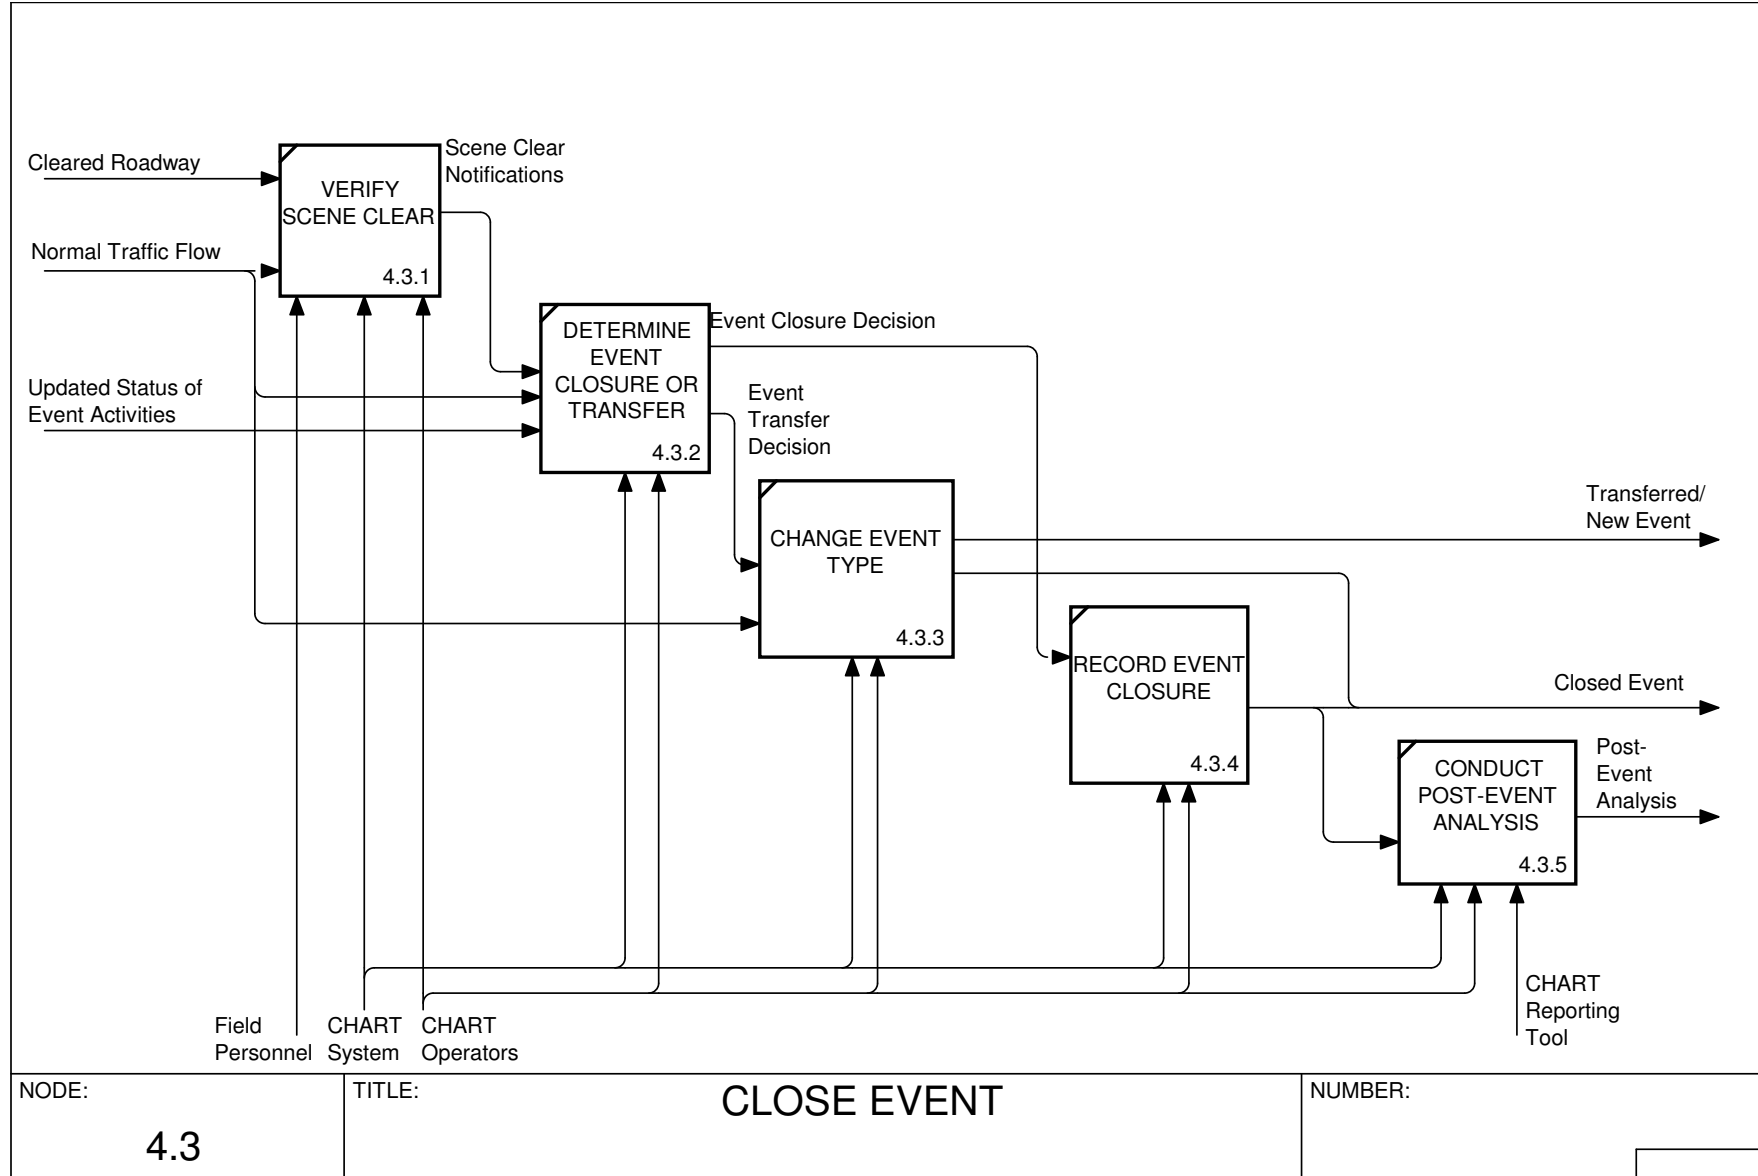 Cleared Roadway
VERIFY
SCENE CLEAR
4.3.1
Scene Clear
Notifications
Normal Traffic Flow
Updated Status of
Event Activities
DETERMINE
EVENT
CLOSURE OR
TRANSFER
4.3.2
Event Closure Decision
Event
Transfer
Decision
CHANGE EVENT
TYPE
4.3.3
Transferred/
New Event
RECORD EVENT
CLOSURE
4.3.4
Closed Event
CONDUCT
POST-EVENT
ANALYSIS
4.3.5
Post-
Event
Analysis
Field
Personnel
CHART
System
CHART
Operators
CHART
Reporting
Tool
NODE:
4.3
TITLE:
CLOSE EVENT
NUMBER: